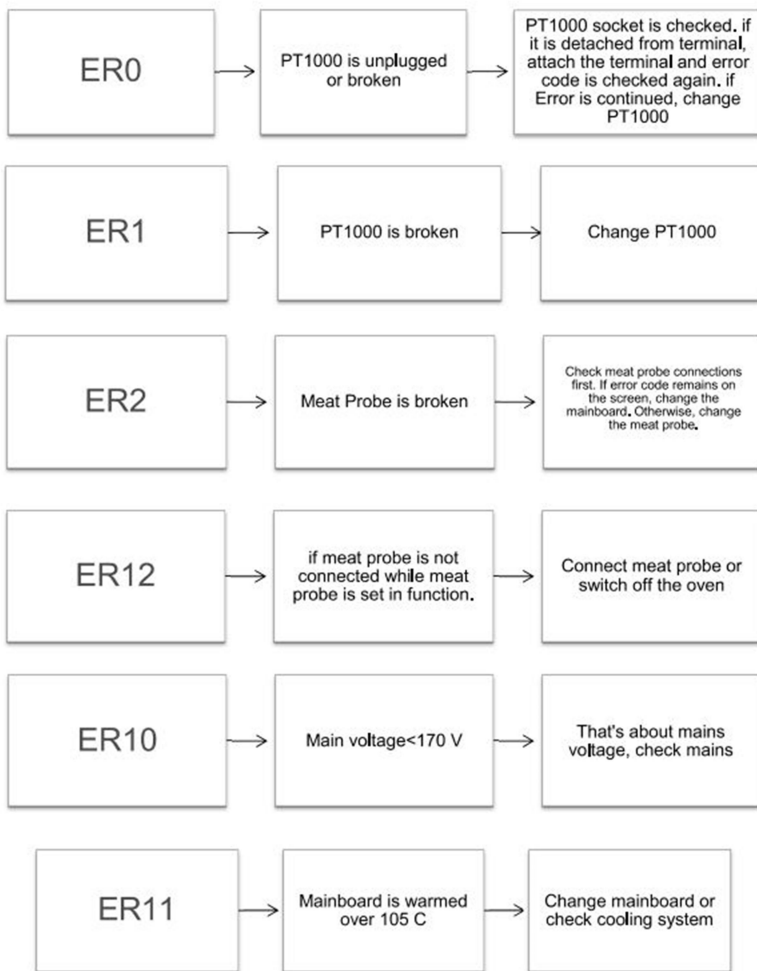 ER0
PT1000 is unplugged
or broken
PT1000 socket is checked. if
it is detached from terminal,
attach the terminal and error
code is checked again. if
Error is continued, change
PT1000
ER1
PT1000 is broken
Change PT1000
ER2
Meat Probe is broken
Check meat probe connections
first. If error code remains on
the screen, change the
mainboard. Otherwise, change
the meat probe.
ER12
if meat probe is not
connected while meat
probe is set in function.
Connect meat probe or
switch off the oven
ER10
Main voltage<170 V
That's about mains
voltage, check mains
ER11
Mainboard is warmed
over 105 C
Change mainboard or
check cooling system